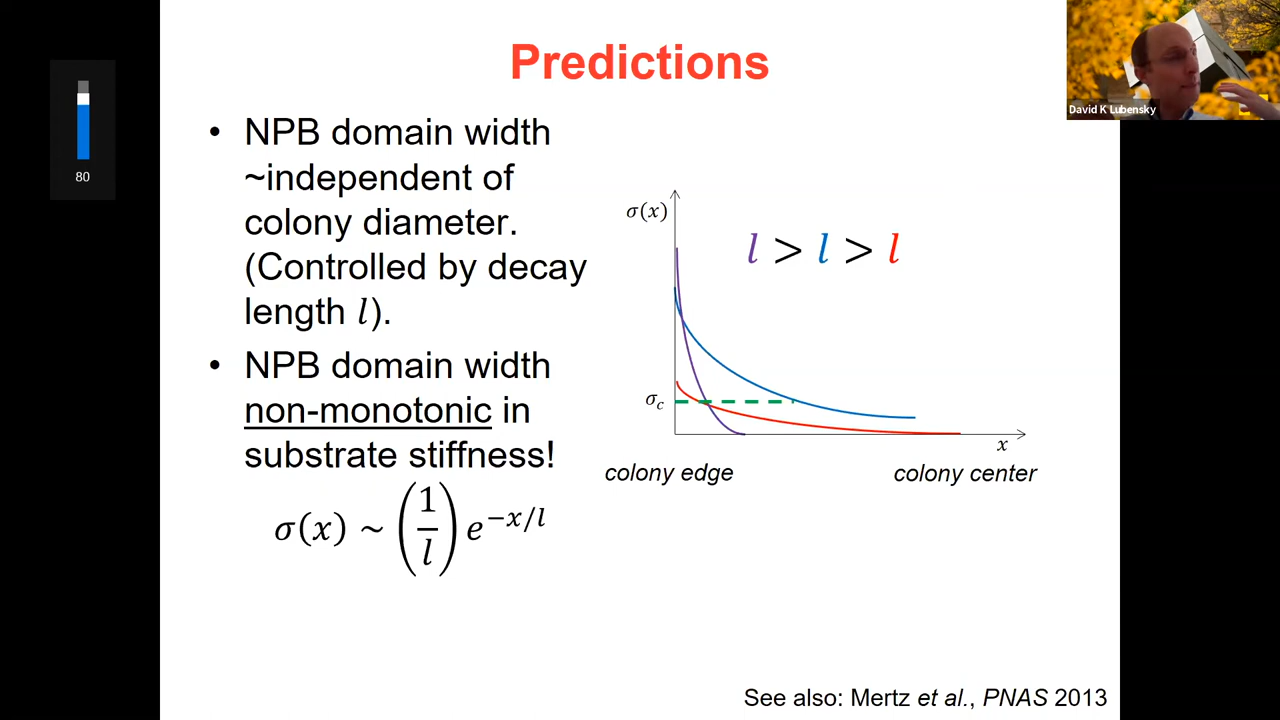 Predictions
David K Lubensky
80
• NPB domain width
~independent of
colony diameter.
(Controlled by decay
length l).
• NPB domain width
non-monotonic in
substrate stiffness!
σ(x) ~ (1/l) e^{-x/l}
σ(x)
l > l > l
σ_c
x
colony edge
colony center
See also: Mertz et al., PNAS 2013